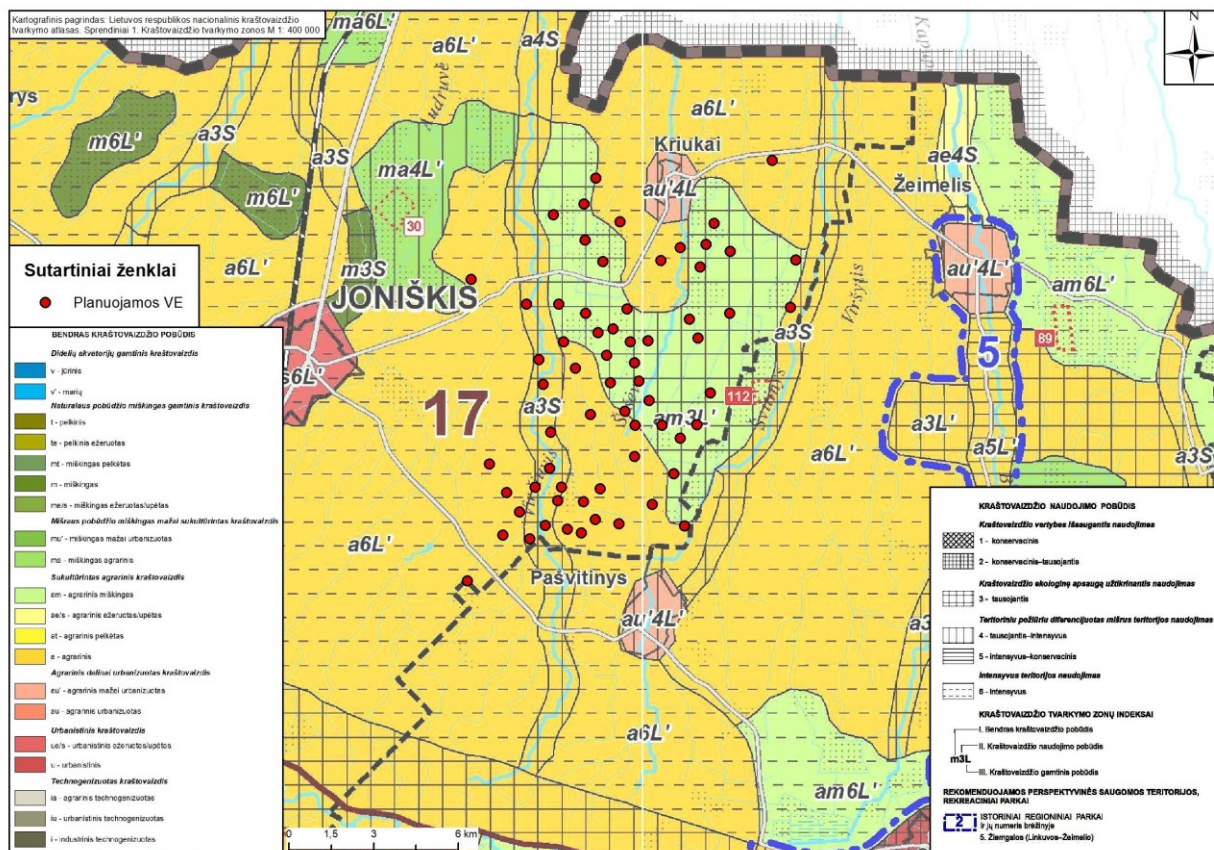 Kartografinis pagrindas: Lietuvos respublikos nacionalinis kraštovaizdžio
tvarkymo atlasas. Sprendiniai 1. Kraštovaizdžio tvarkymo zonos M 1: 400 000
N
ma6L'
a6L'
a4S
a6L'
Audruvė
rys
m6L'
a3S
a3S
m6L'
ma4L'
30
Kriukai
au'4L
ae4S
Žeimelis
a6L'
m3S
JONIŠKIS
s6L'
au'4L'
am6L'
89
5
Viršytis
a3S
17
a3S
112
am3L'
Švitinys
a6L'
a3L'
a5L'
a3S
a6L'
Pašvitinys
au'4L'
a3
a6L'
am6L'
0 1,5 3 6 km
Sutartiniai ženklai
Planuojamos VE
BENDRAS KRAŠTOVAIZDŽIO POBŪDIS
Didelių akvatorijų gamtinis kraštovaizdis
v - jūrinis
v' - marių
Natūralaus pobūdžio miškingas gamtinis kraštovaizdis
t - pelkinis
te - pelkinis ežeruotas
mt - miškingas pelkėtas
m - miškingas
me/s - miškingas ežeruotas/upėtas
Mišraus pobūdžio miškingas mažai sukultūrintas kraštovaizdis
mu' - miškingas mažai urbanizuotas
ma - miškingas agrarinis
Sukultūrintas agrarinis kraštovaizdis
am - agrarinis miškingas
ae/s - agrarinis ežeruotas/upėtas
at - agrarinis pelkėtas
a - agrarinis
Agrarinis dalinai urbanizuotas kraštovaizdis
au' - agrarinis mažai urbanizuotas
au - agrarinis urbanizuotas
Urbanistinis kraštovaizdis
ue/s - urbanistinis ežeruotas/upėtas
u - urbanistinis
Technogenizuotas kraštovaizdis
ia - agrarinis technogenizuotas
iu - urbanistinis technogenizuotas
i - industrinis technogenizuotas
KRAŠTOVAIZDŽIO NAUDOJIMO POBŪDIS
Kraštovaizdžio vertybes išsaugantis naudojimas
1 - konservacinis
2 - konservacinis-tausojantis
Kraštovaizdžio ekologinę apsaugą užtikrinantis naudojimas
3 - tausojantis
Teritoriniu požiūriu diferencijuotas mišrus teritorijos naudojimas
4 - tausojantis-intensyvus
5 - intensyvus-konservacinis
Intensyvus teritorijos naudojimas
6 - intensyvus
KRAŠTOVAIZDŽIO TVARKYMO ZONŲ INDEKSAI
I. Bendras kraštovaizdžio pobūdis
II. Kraštovaizdžio naudojimo pobūdis
m3L
III. Kraštovaizdžio gamtinis pobūdis
REKOMENDUOJAMOS PERSPEKTYVINĖS SAUGOMOS TERITORIJOS,
REKREACINIAI PARKAI
2
ISTORINIAI REGIONINIAI PARKAI
ir jų numeris brėžinyje
5. Žiemgalos (Linkuvos-Žeimelio)